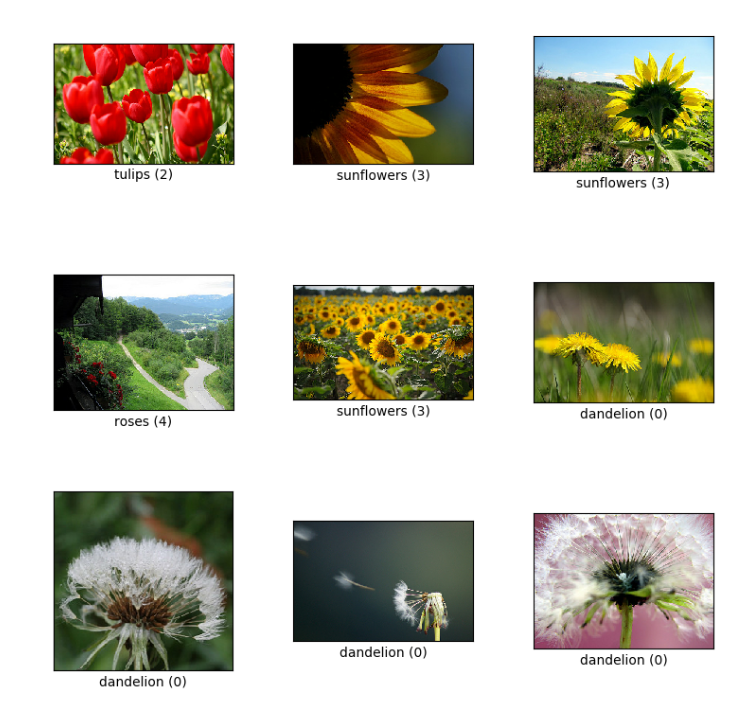 tulips (2)
sunflowers (3)
sunflowers (3)
roses (4)
sunflowers (3)
dandelion (0)
dandelion (0)
dandelion (0)
dandelion (0)